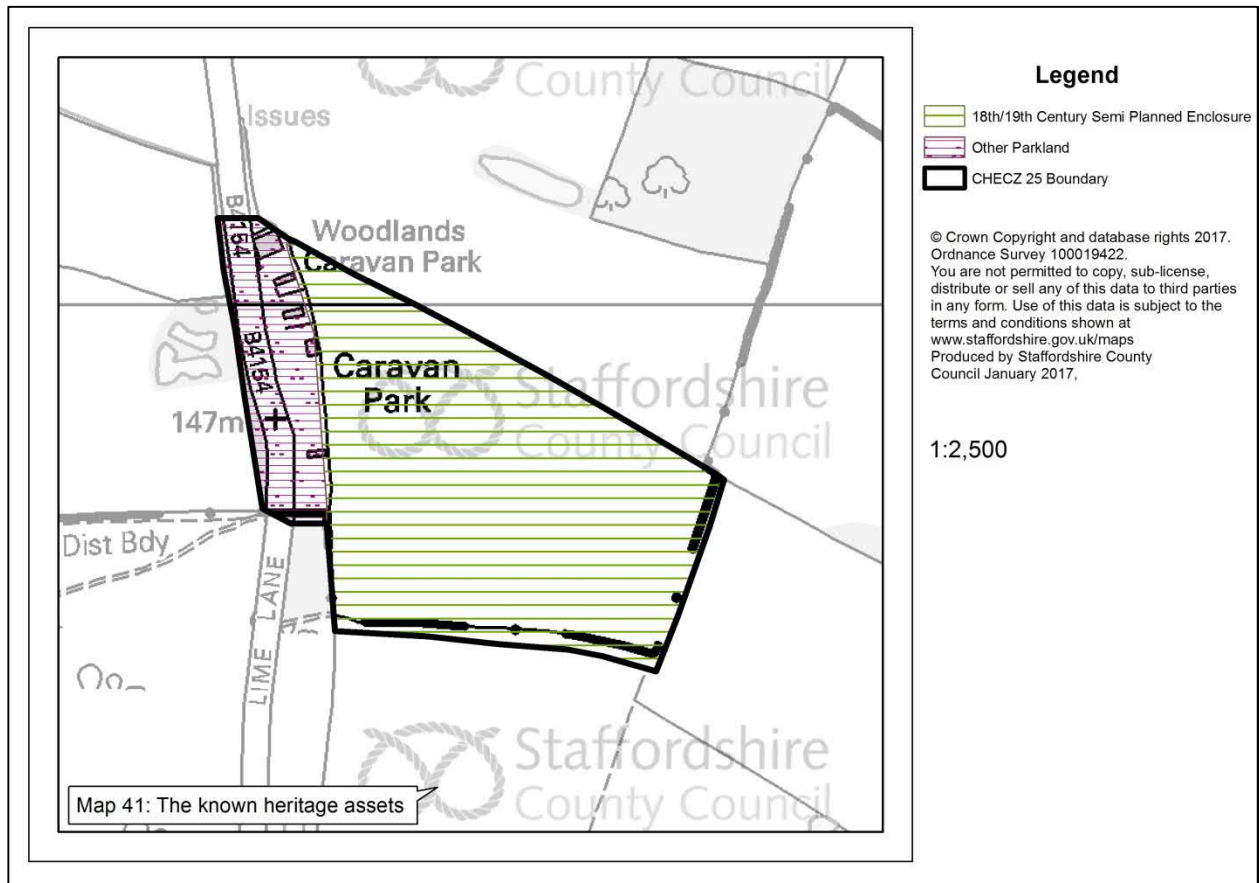 Staffordshire
County Council
Issues
B4154
Woodlands
Caravan Park
B4154
Caravan
Park
Staffordshire
County Council
147m
Dist Bdy
LIME LANE
Staffordshire
County Council
Map 41: The known heritage assets
Legend
18th/19th Century Semi Planned Enclosure
Other Parkland
CHECZ 25 Boundary
© Crown Copyright and database rights 2017.
Ordnance Survey 100019422.
You are not permitted to copy, sub-license,
distribute or sell any of this data to third parties
in any form. Use of this data is subject to the
terms and conditions shown at
www.staffordshire.gov.uk/maps
Produced by Staffordshire County
Council January 2017,
1:2,500